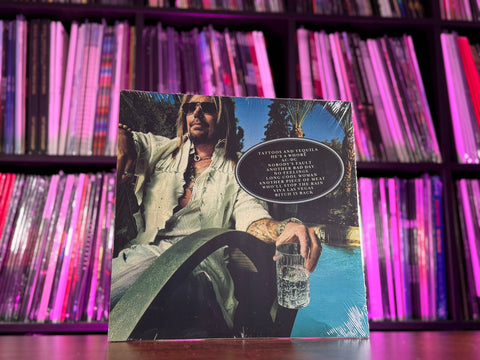 TATTOOS AND TEQUILA
HE'S A WHORE
AC/DC
NOBODY'S FAULT
ANOTHER BAD DAY
NO FEELINGS
LONG COOL WOMAN
ANOTHER PIECE OF MEAT
WHO'LL STOP THE RAIN
VIVA LAS VEGAS
BITCH IS BACK